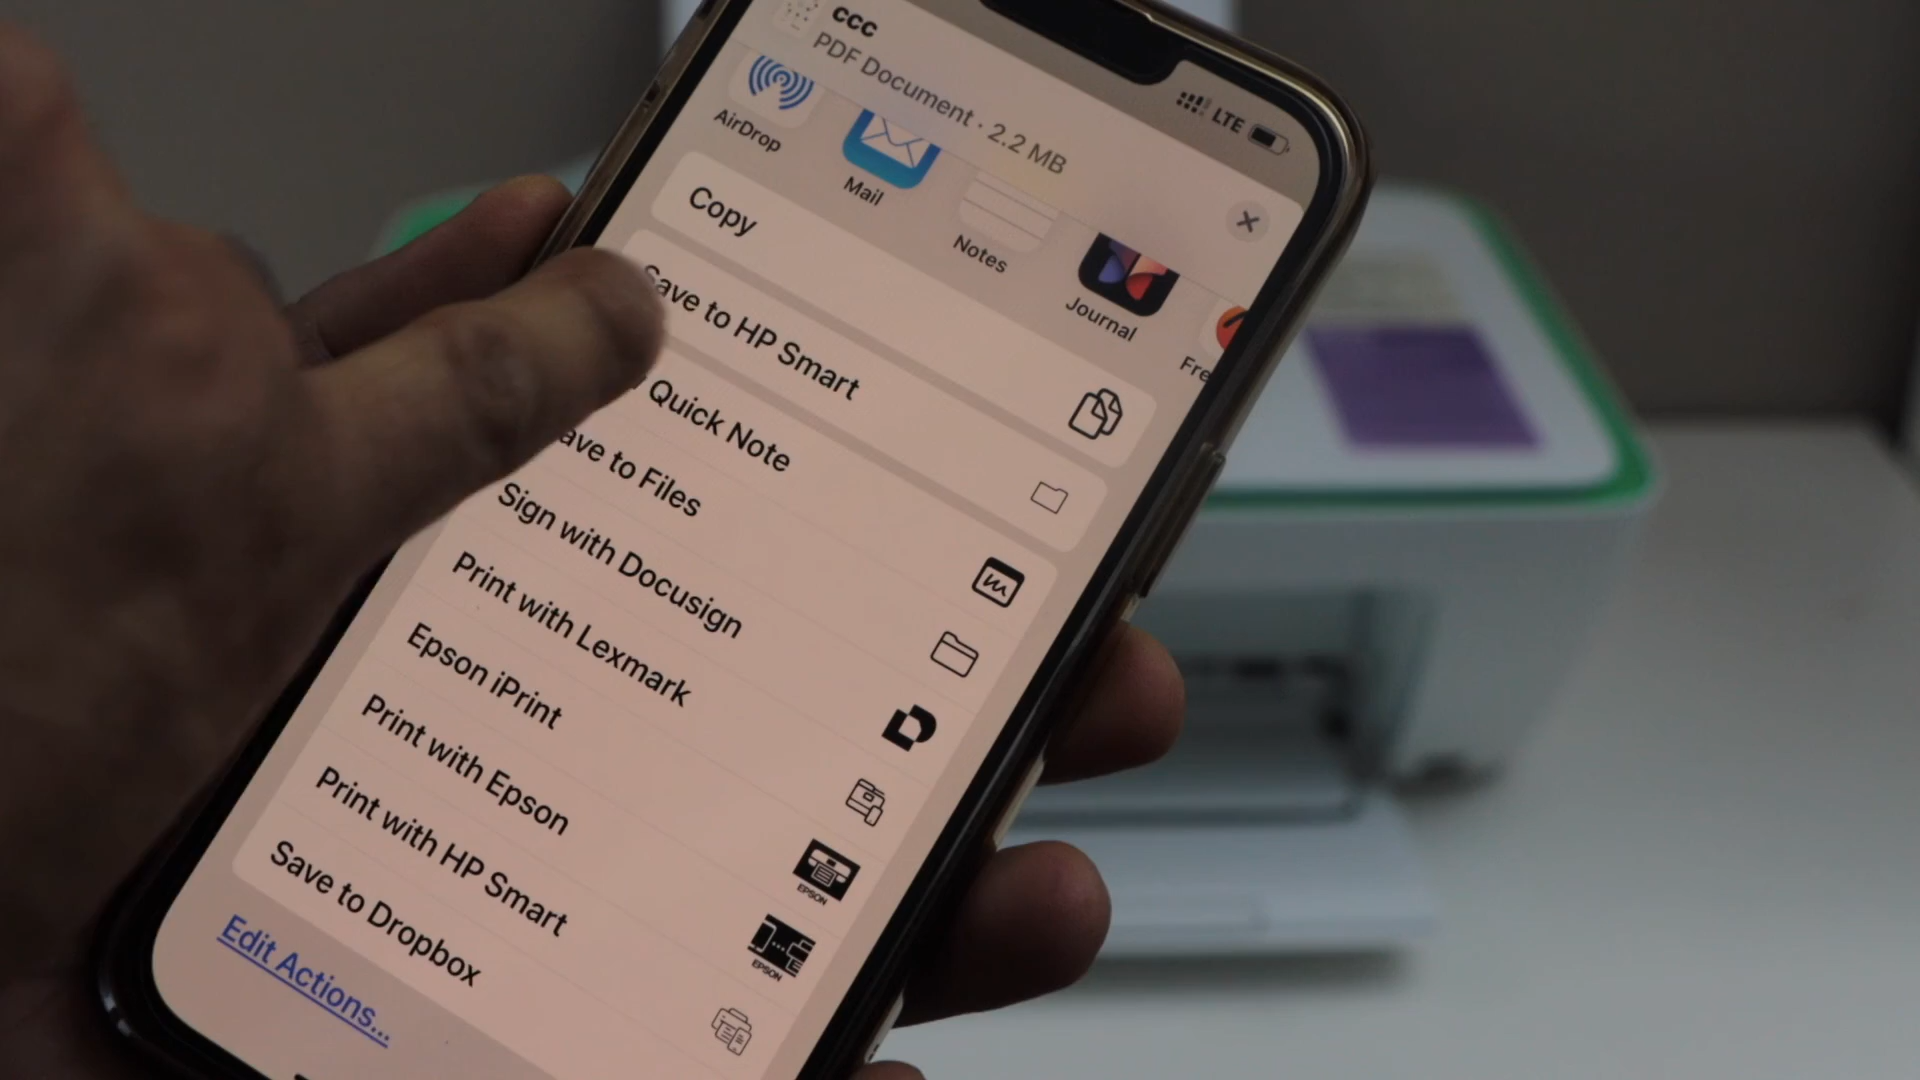 ccc
PDF Document · 2.2 MB
LTE
AirDrop
Mail
Notes
Journal
Fre
Copy
Save to HP Smart
Quick Note
ave to Files
Sign with Docusign
Print with Lexmark
Epson iPrint
EPSON
Print with Epson
EPSON
Print with HP Smart
Save to Dropbox
Edit Actions...